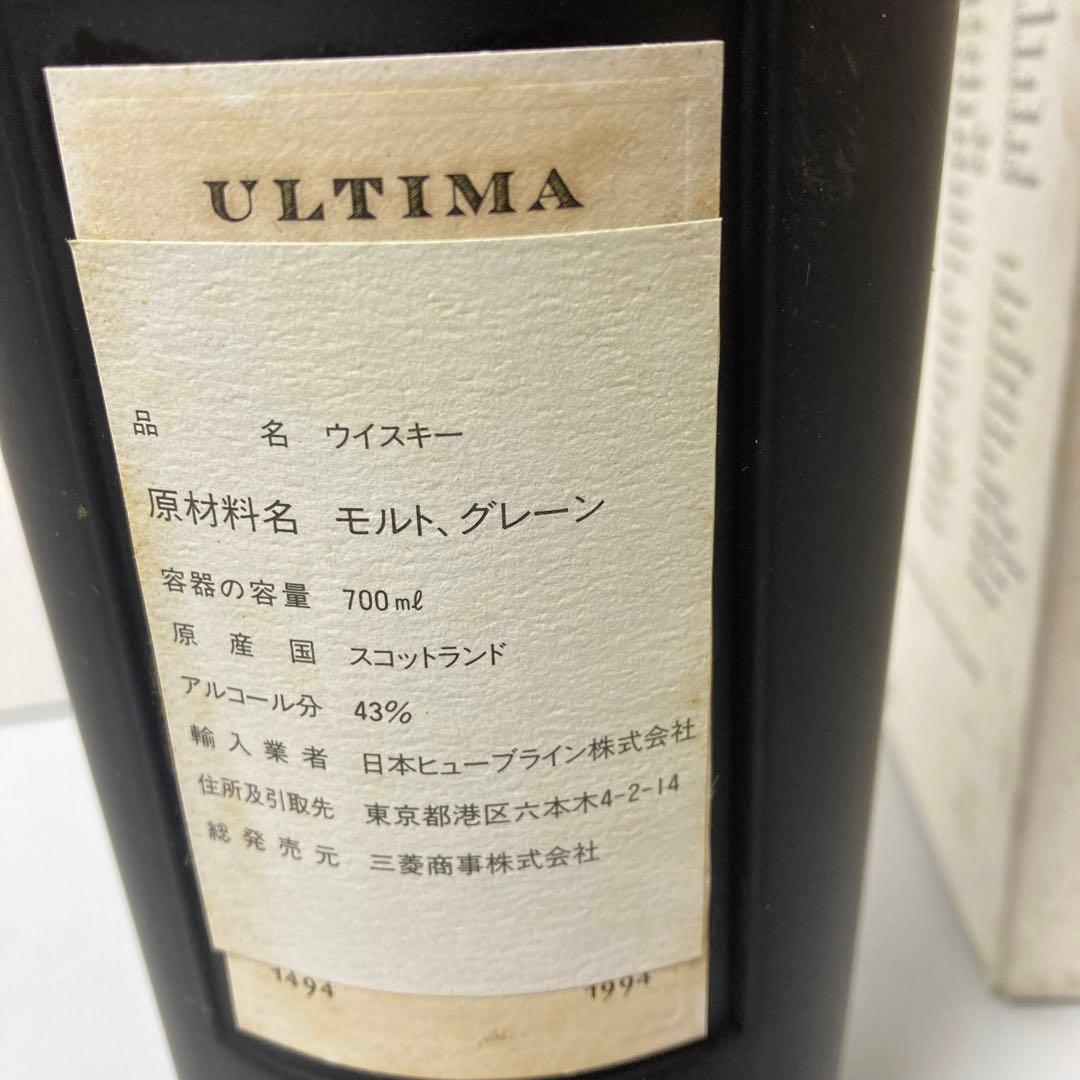 ULTIMA
品名 ウイスキー
原材料名 モルト、グレーン
容器の容量 700mℓ
原産国 スコットランド
アルコール分 43%
輸入業者 日本ヒューブライン株式会社
住所及引取先 東京都港区六本木4-2-14
総発売元 三菱商事株式会社
1494 1994